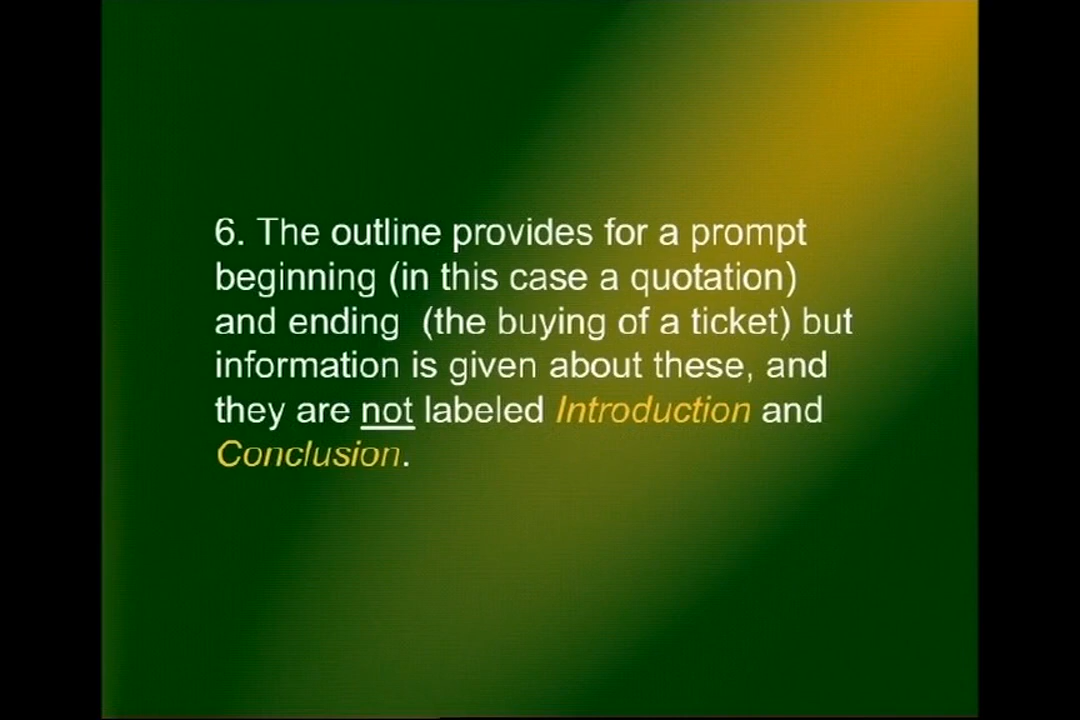 6. The outline provides for a prompt
beginning (in this case a quotation)
and ending  (the buying of a ticket) but
information is given about these, and
they are not labeled Introduction and
Conclusion.